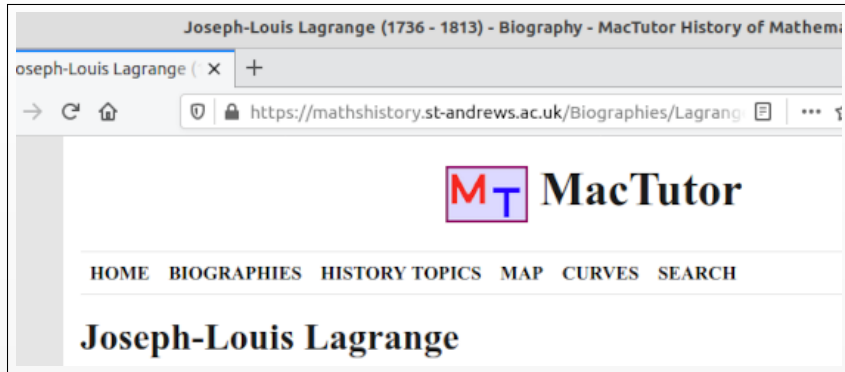 Joseph-Louis Lagrange (1736 - 1813) - Biography - MacTutor History of Mathema
oseph-Louis Lagrange (
https://mathshistory.st-andrews.ac.uk/Biographies/Lagrang
MT MacTutor
HOME BIOGRAPHIES HISTORY TOPICS MAP CURVES SEARCH
Joseph-Louis Lagrange